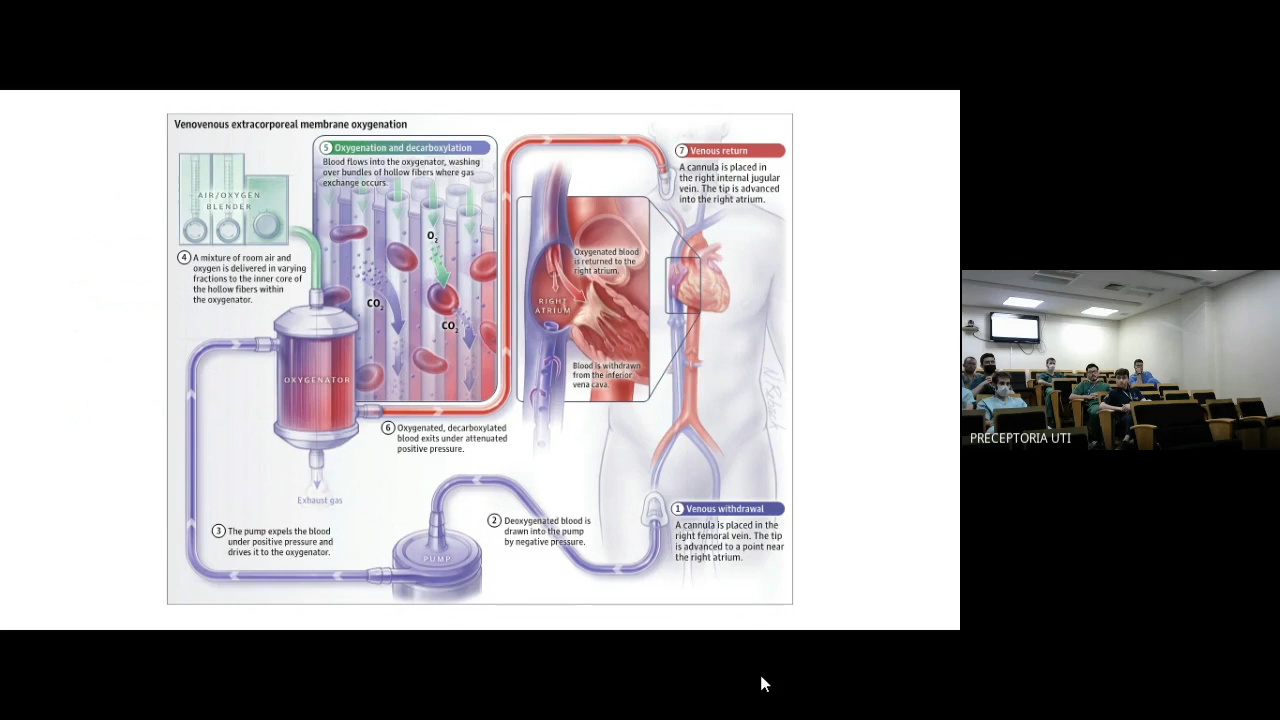 Venovenous extracorporeal membrane oxygenation
5 Oxygenation and decarboxylation
Blood flows into the oxygenator, washing
over bundles of hollow fibers where gas
exchange occurs.
AIR/OXYGEN
BLENDER
4 A mixture of room air and
oxygen is delivered in varying
fractions to the inner core of
the hollow fibers within
the oxygenator.
O2
CO2
CO2
OXYGENATOR
Exhaust gas
6 Oxygenated, decarboxylated
blood exits under attenuated
positive pressure.
3 The pump expels the blood
under positive pressure and
drives it to the oxygenator.
PUMP
2 Deoxygenated blood is
drawn into the pump
by negative pressure.
Oxygenated blood
is returned to the
right atrium.
RIGHT
ATRIUM
Blood is withdrawn
from the inferior
vena cava.
7 Venous return
A cannula is placed in
the right internal jugular
vein. The tip is advanced
into the right atrium.
1 Venous withdrawal
A cannula is placed in the
right femoral vein. The tip
is advanced to a point near
the right atrium.
PRECEPTORIA UTI